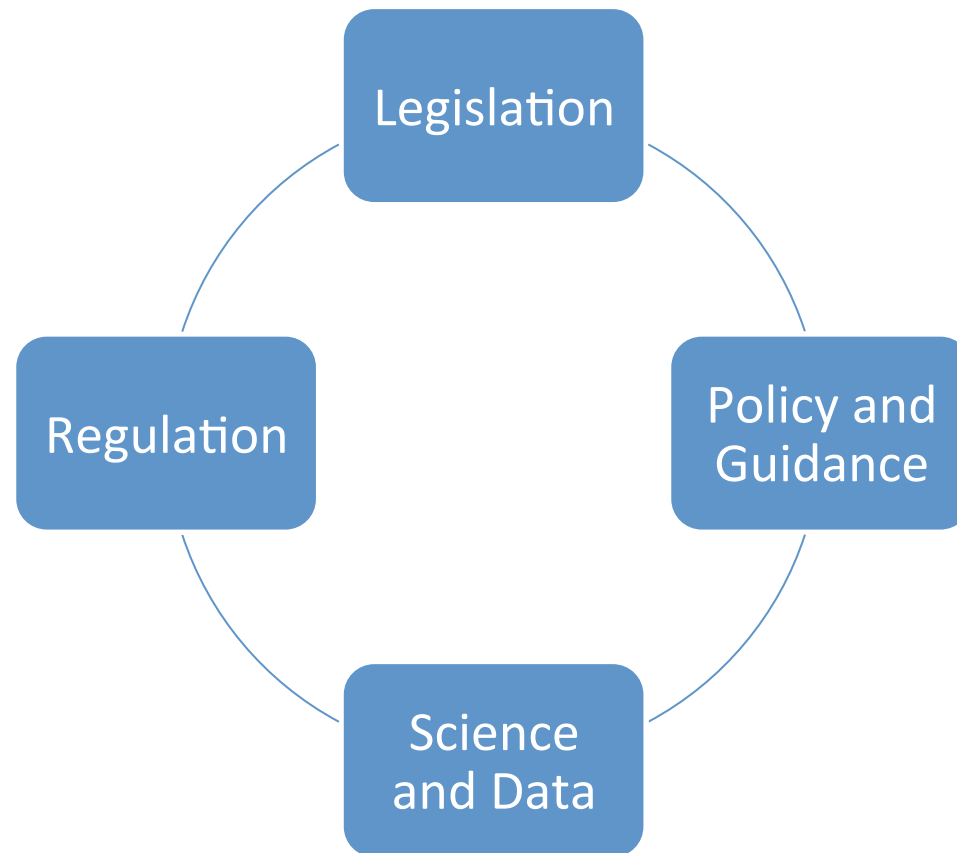 Legislation
Regulation
Policy and
Guidance
Science
and Data